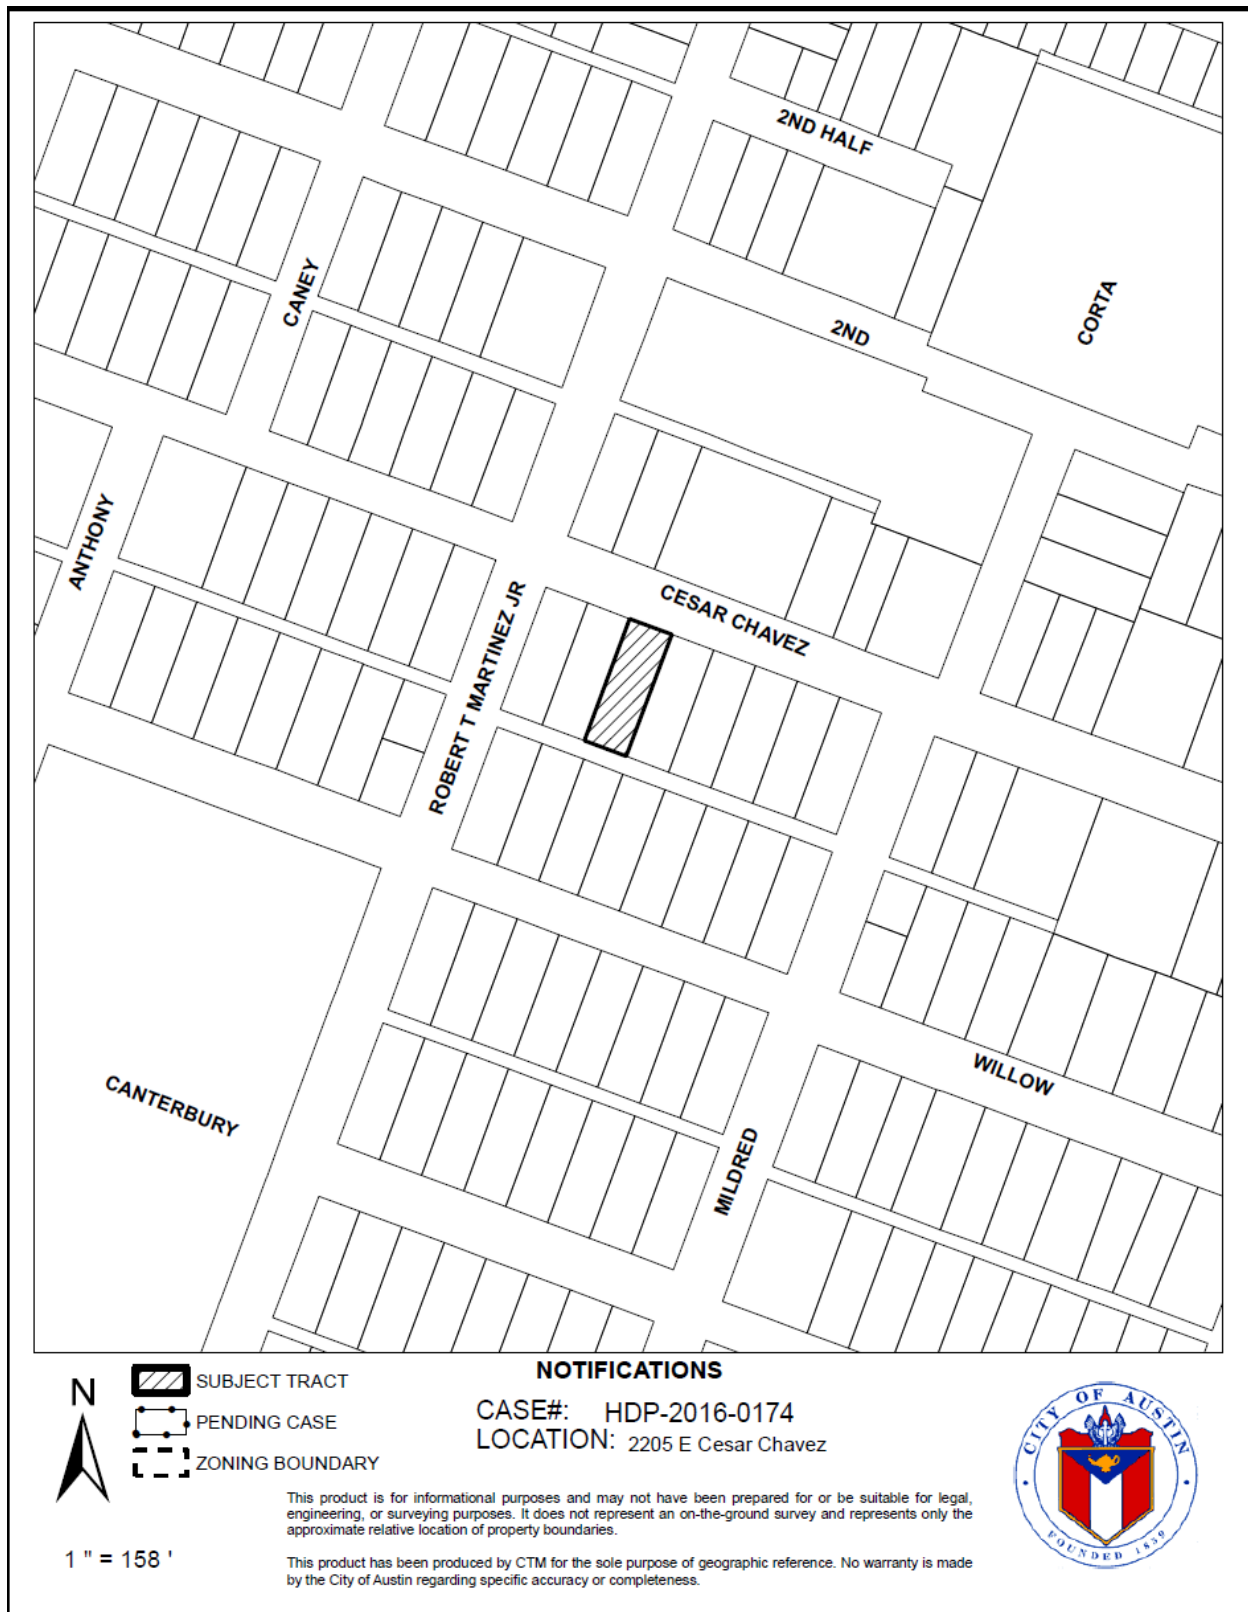 2ND HALF
CANEY
CORTA
2ND
ANTHONY
CESAR CHAVEZ
ROBERT T MARTINEZ JR
CANTERBURY
WILLOW
MILDRED
NOTIFICATIONS
N
SUBJECT TRACT
PENDING CASE
ZONING BOUNDARY
CASE#: HDP-2016-0174
LOCATION: 2205 E Cesar Chavez
This product is for informational purposes and may not have been prepared for or be suitable for legal,
engineering, or surveying purposes. It does not represent an on-the-ground survey and represents only the
approximate relative location of property boundaries.
1 " = 158 '
This product has been produced by CTM for the sole purpose of geographic reference. No warranty is made
by the City of Austin regarding specific accuracy or completeness.
CITY OF AUSTIN
FOUNDED 1839